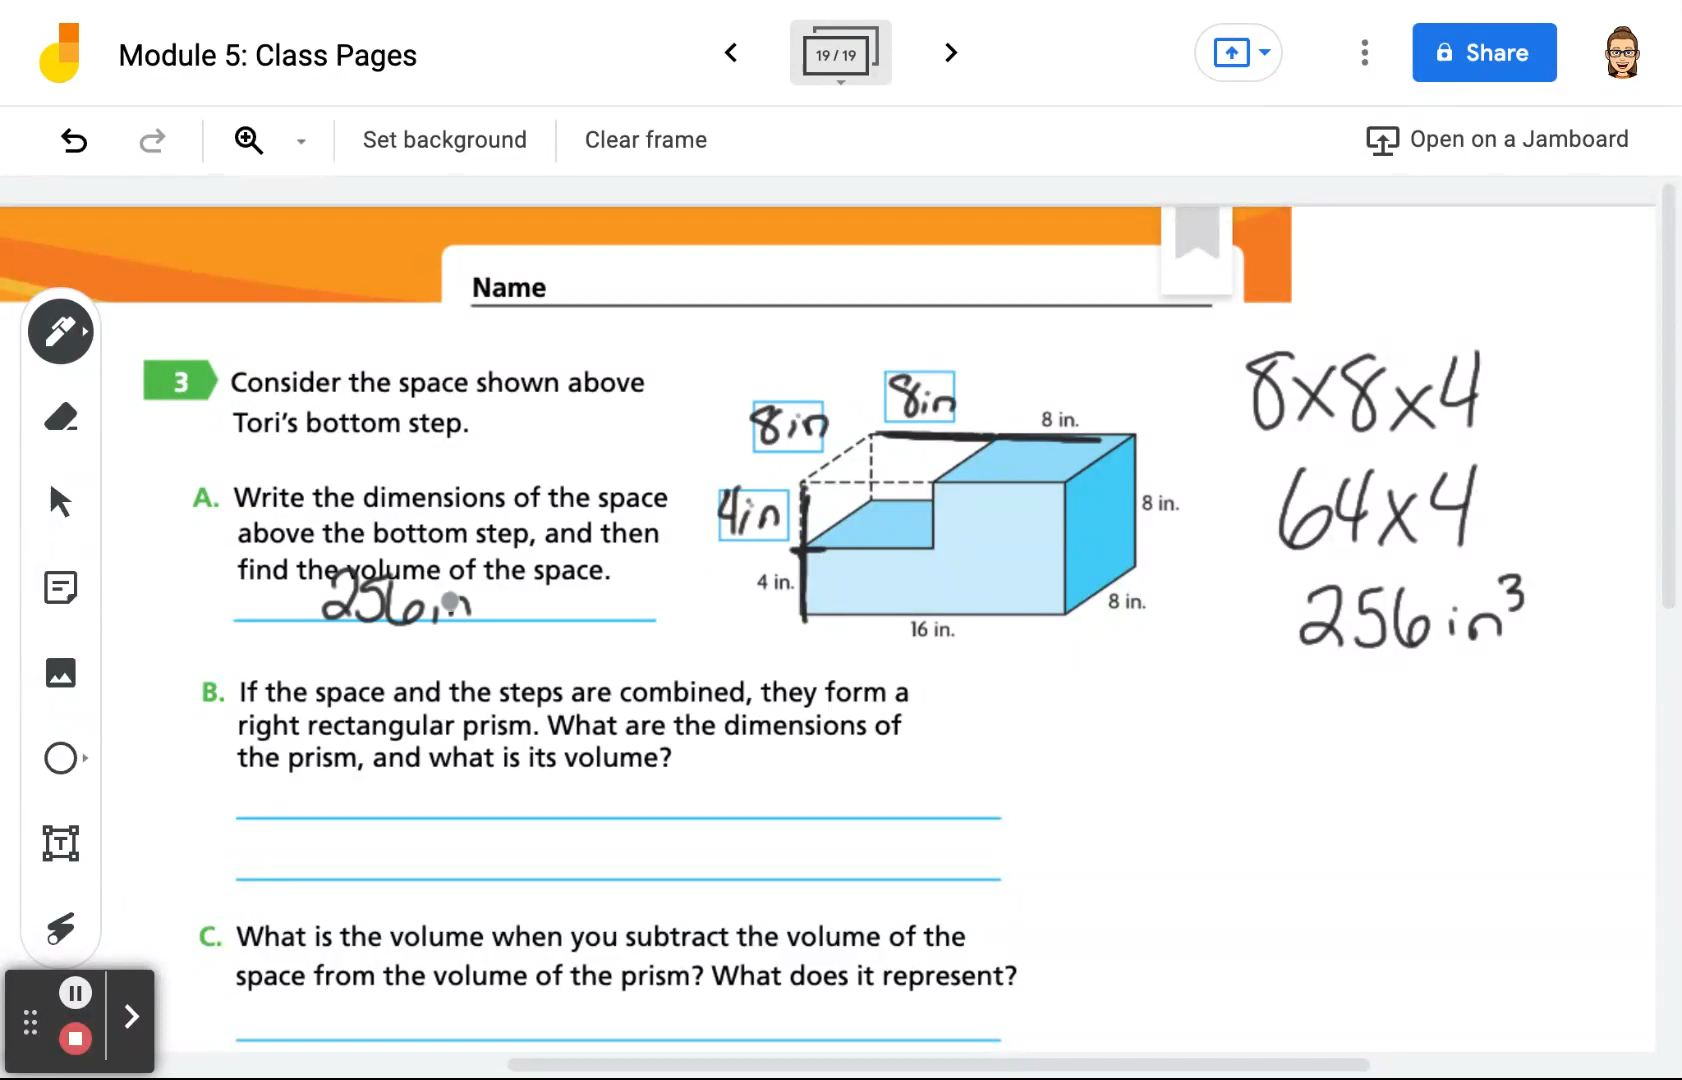 Module 5: Class Pages
19 / 19
Share
Set background
Clear frame
Open on a Jamboard
Name
3 Consider the space shown above
Tori's bottom step.
A. Write the dimensions of the space
above the bottom step, and then
find the volume of the space.
256in
8in
8in
8 in.
4in
8 in.
4 in.
8 in.
16 in.
8x8x4
64x4
256in³
B. If the space and the steps are combined, they form a
right rectangular prism. What are the dimensions of
the prism, and what is its volume?
C. What is the volume when you subtract the volume of the
space from the volume of the prism? What does it represent?